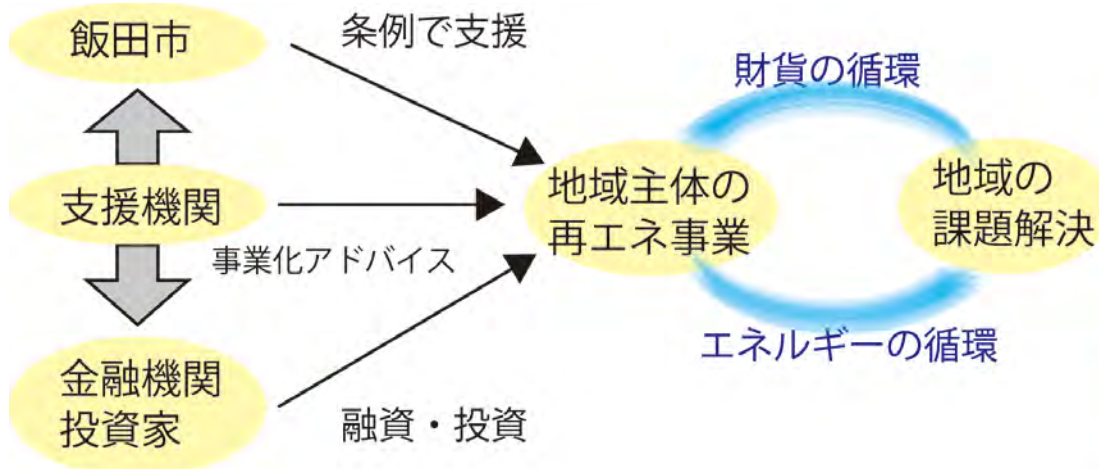 飯田市
条例で支援
財貨の循環
支援機関
事業化アドバイス
地域主体の
再エネ事業
地域の
課題解決
エネルギーの循環
金融機関
投資家
融資・投資